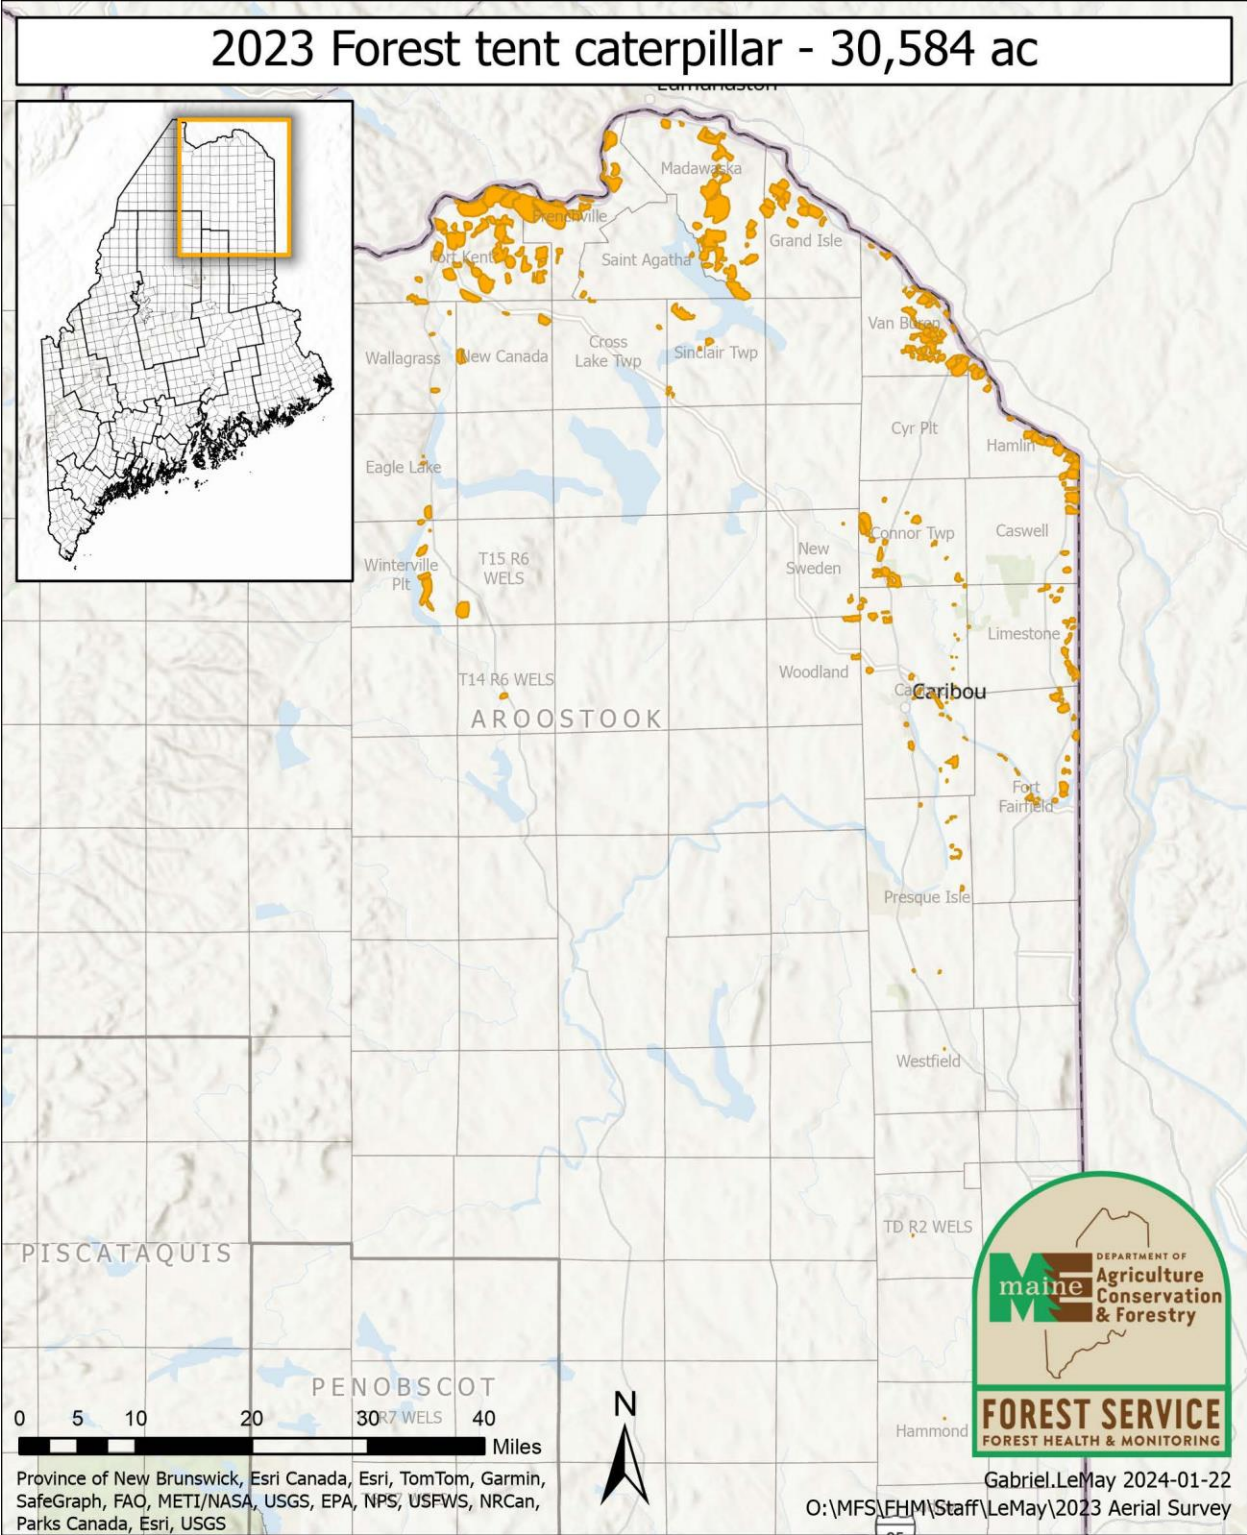 2023 Forest tent caterpillar - 30,584 ac
Edmundston
Madawaska
Frenchville
Grand Isle
Fort Kent
Saint Agatha
Van Buren
Wallagrass
New Canada
Cross
Lake Twp
Sinclair Twp
Cyr Plt
Hamlin
Eagle Lake
Connor Twp
Caswell
New
Sweden
Winterville
Plt
T15 R6
WELS
Limestone
Woodland
T14 R6 WELS
Caribou
AROOSTOOK
Fort
Fairfield
Presque Isle
Westfield
TD R2 WELS
PISCATAQUIS
PENOBSCOT
R7 WELS
Hammond
0 5 10 20 30 40
Miles
N
maine
DEPARTMENT OF
Agriculture
Conservation
& Forestry
FOREST SERVICE
FOREST HEALTH & MONITORING
Province of New Brunswick, Esri Canada, Esri, TomTom, Garmin,
SafeGraph, FAO, METI/NASA, USGS, EPA, NPS, USFWS, NRCan,
Parks Canada, Esri, USGS
Gabriel.LeMay 2024-01-22
O:\MFS\FHM\Staff\LeMay\2023 Aerial Survey